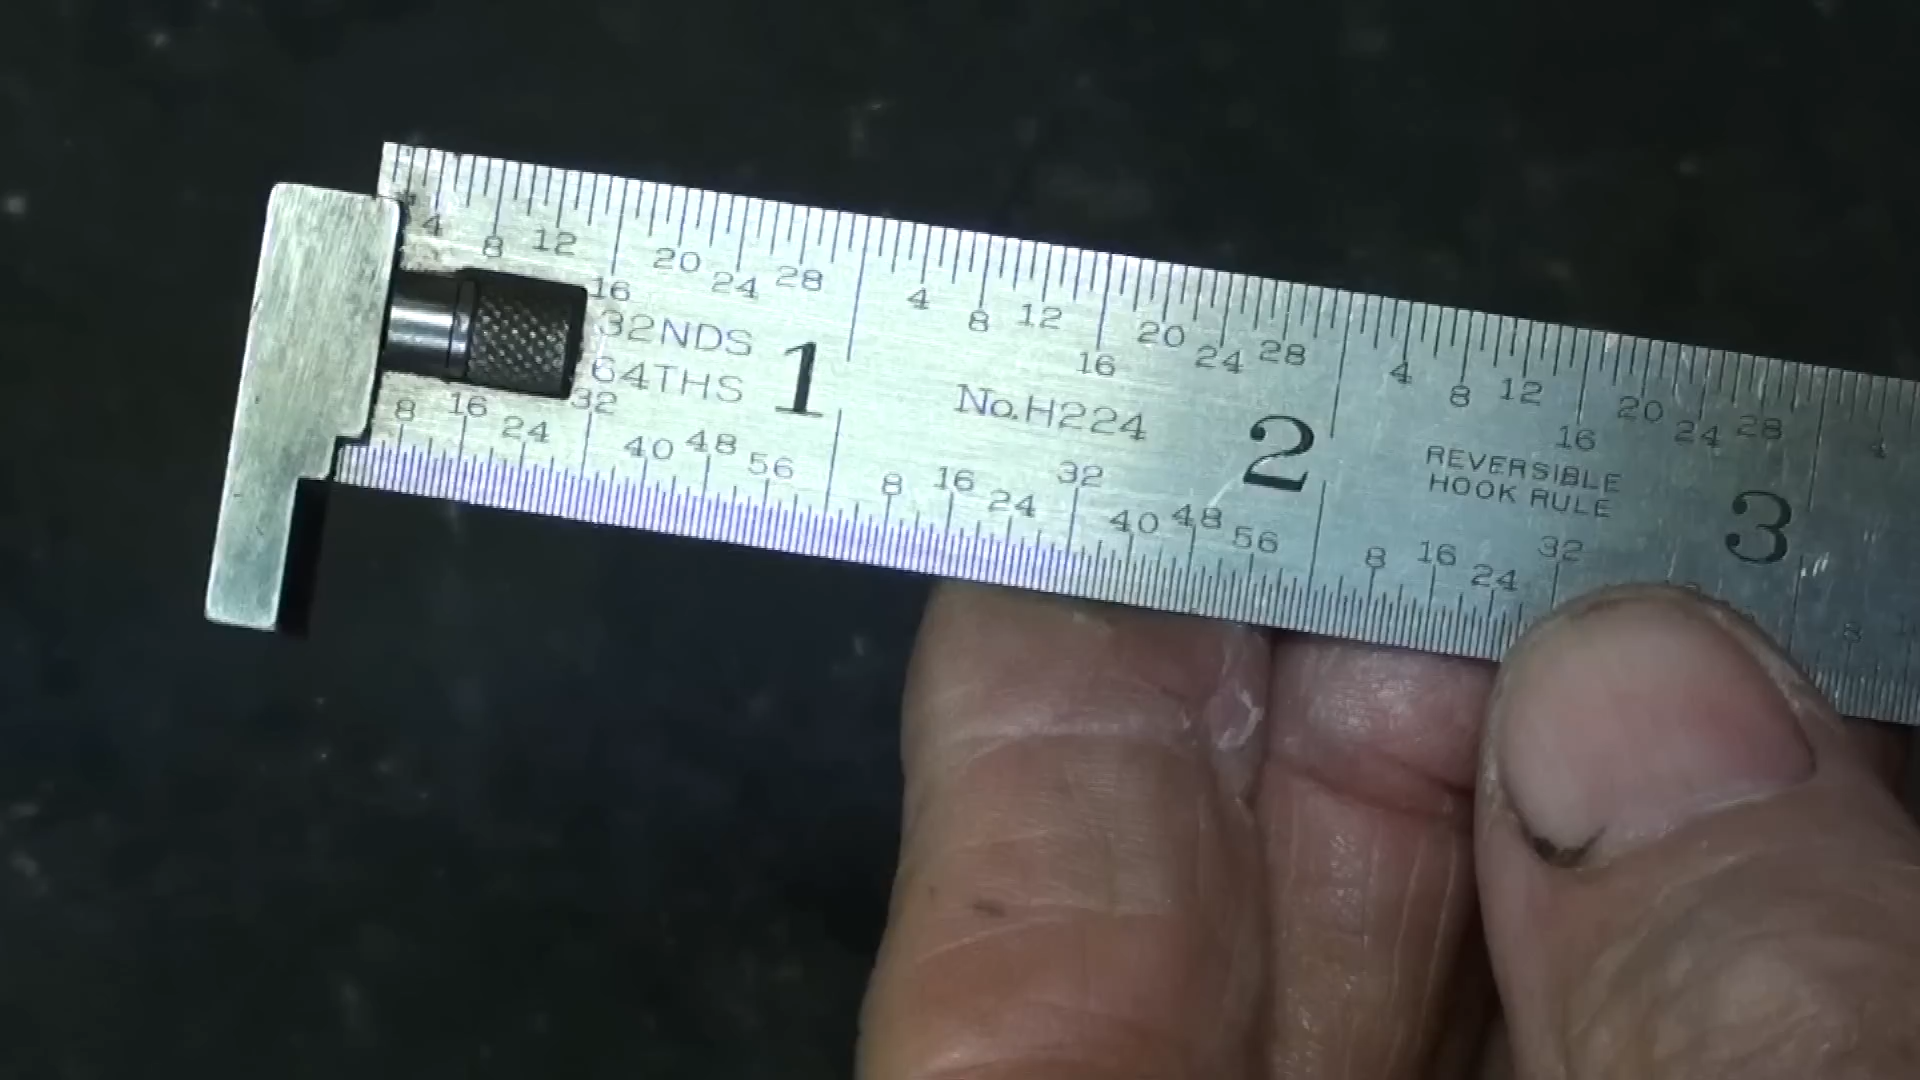 4 8 12 16 20 24 28 4 8 12 16 20 24 28 4 8 12 16 20 24 28 4
32NDS
64THS
1
No.H224
2
REVERSIBLE
HOOK RULE
3
8 16 24 32 40 48 56 8 16 24 32 40 48 56 8 16 24 32 8